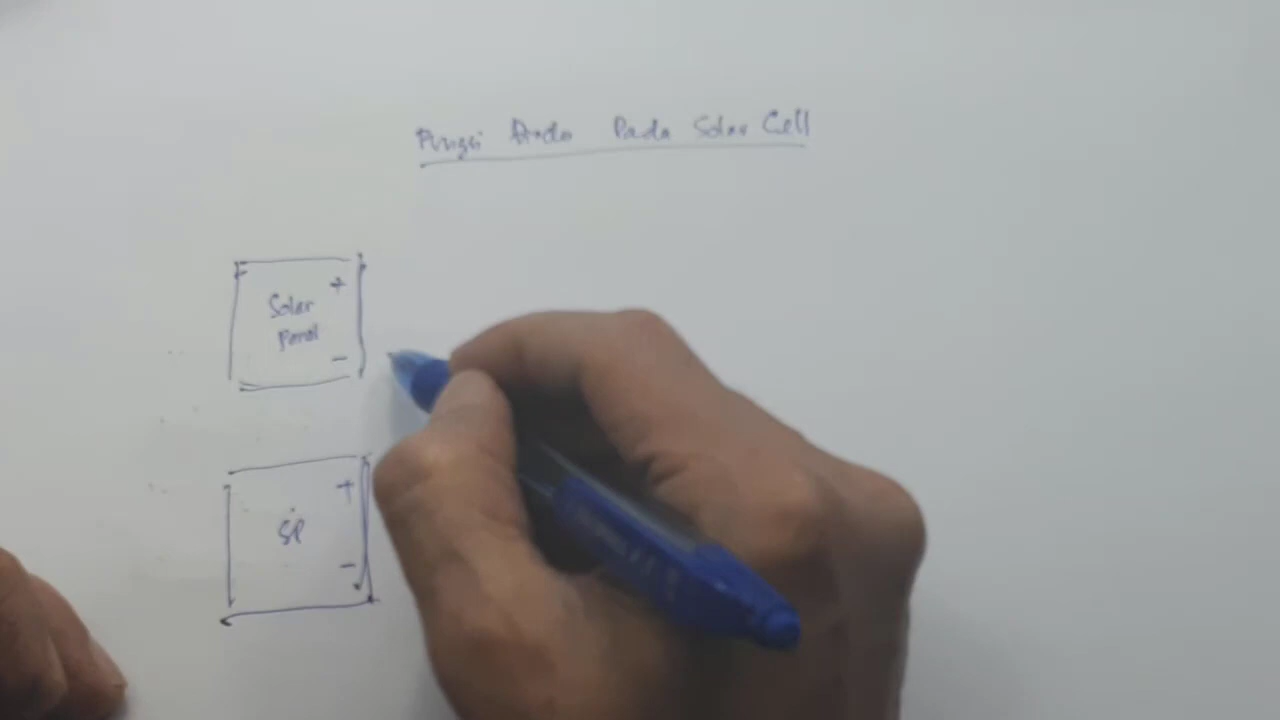 Fungsi Dioda Pada Solar Cell
+
Solar
Panel
-
+
SP
-